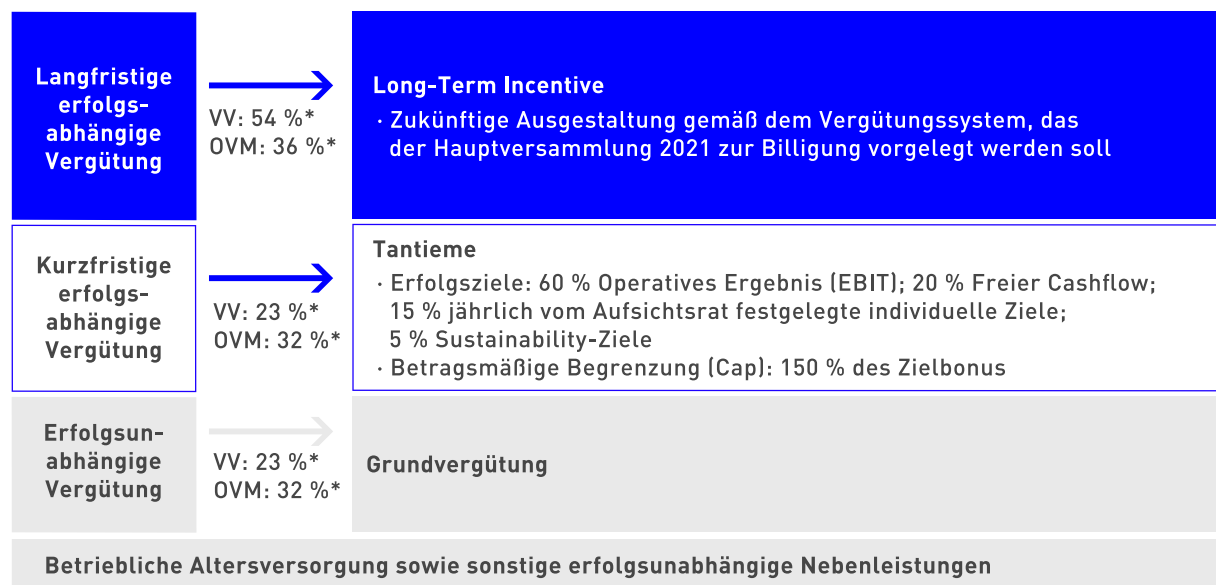 Langfristige
erfolgs-
abhängige
Vergütung
VV: 54 %*
OVM: 36 %*
Long-Term Incentive
· Zukünftige Ausgestaltung gemäß dem Vergütungssystem, das
der Hauptversammlung 2021 zur Billigung vorgelegt werden soll
Kurzfristige
erfolgs-
abhängige
Vergütung
VV: 23 %*
OVM: 32 %*
Tantieme
· Erfolgsziele: 60 % Operatives Ergebnis (EBIT); 20 % Freier Cashflow;
15 % jährlich vom Aufsichtsrat festgelegte individuelle Ziele;
5 % Sustainability-Ziele
· Betragsmäßige Begrenzung (Cap): 150 % des Zielbonus
Erfolgsun-
abhängige
Vergütung
VV: 23 %*
OVM: 32 %*
Grundvergütung
Betriebliche Altersversorgung sowie sonstige erfolgsunabhängige Nebenleistungen